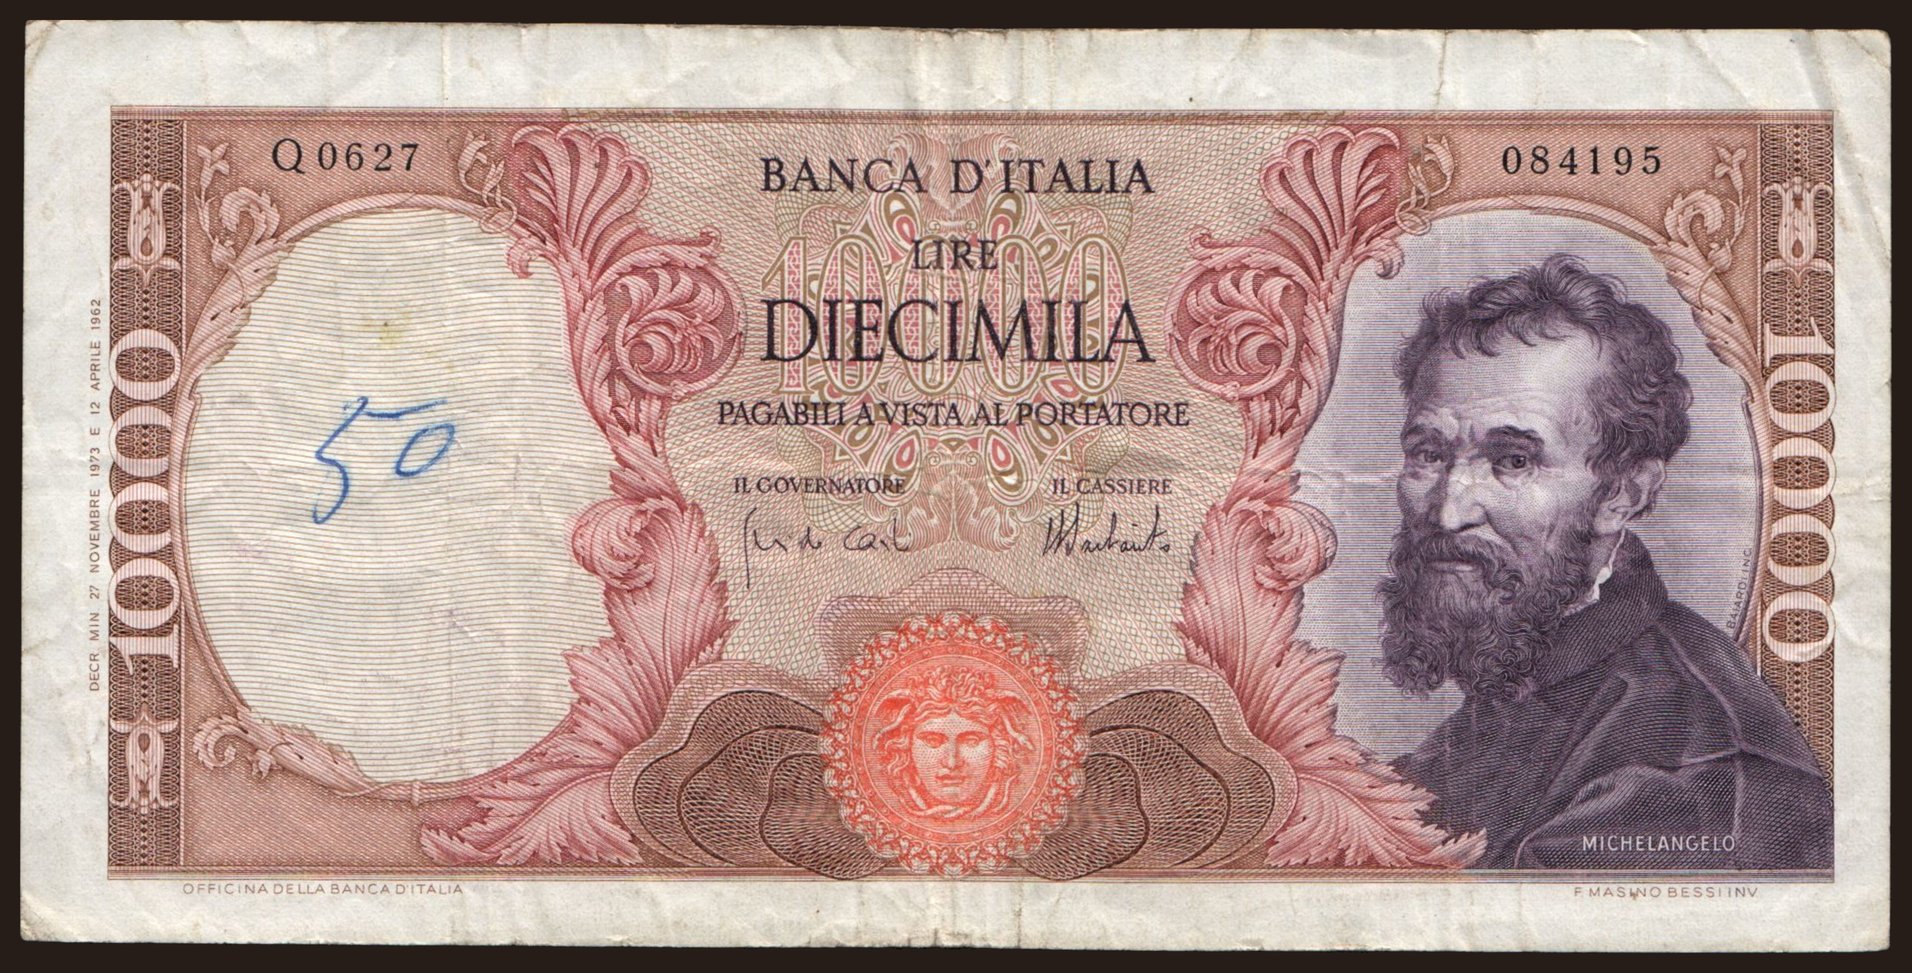 Q 0627
084195
BANCA D'ITALIA
LIRE
10000
DIECIMILA
PAGABILI A VISTA AL PORTATORE
IL GOVERNATORE
IL CASSIERE
50
10000
10000
DECR. MIN. 27 NOVEMBRE 1973 E 12 APRILE 1962
MICHELANGELO
OFFICINA DELLA BANCA D'ITALIA
F. MASINO BESSI INV.